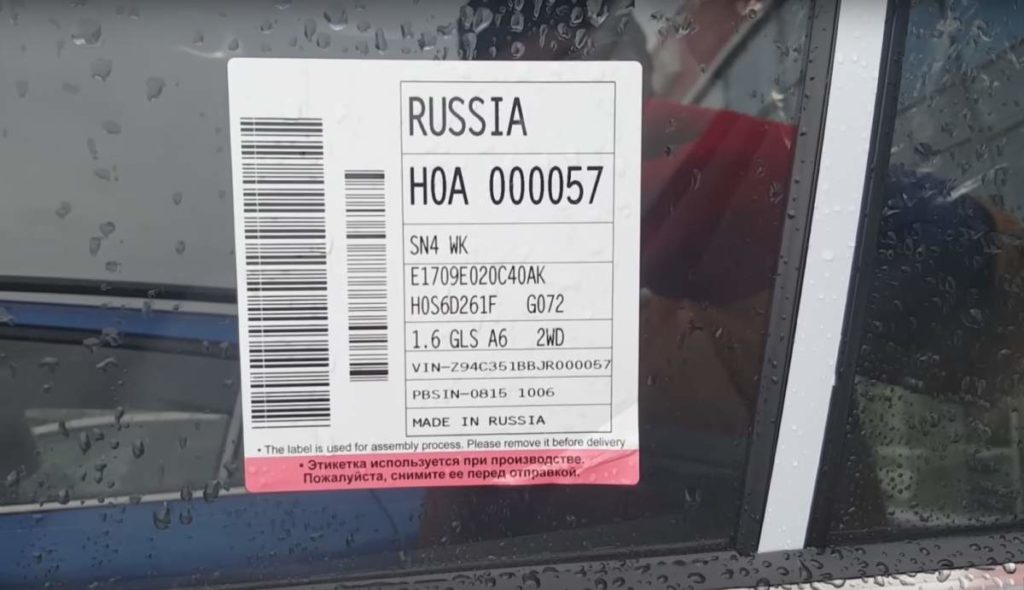 RUSSIA
H0A 000057
SN4 WK
E1709E020C40AK
H0S6D261F G072
1.6 GLS A6 2WD
VIN-Z94C351BBJR000057
PBSIN-0815 1006
MADE IN RUSSIA
• The label is used for assembly process. Please remove it before delivery
• Этикетка используется при производстве.
Пожалуйста, снимите ее перед отправкой.